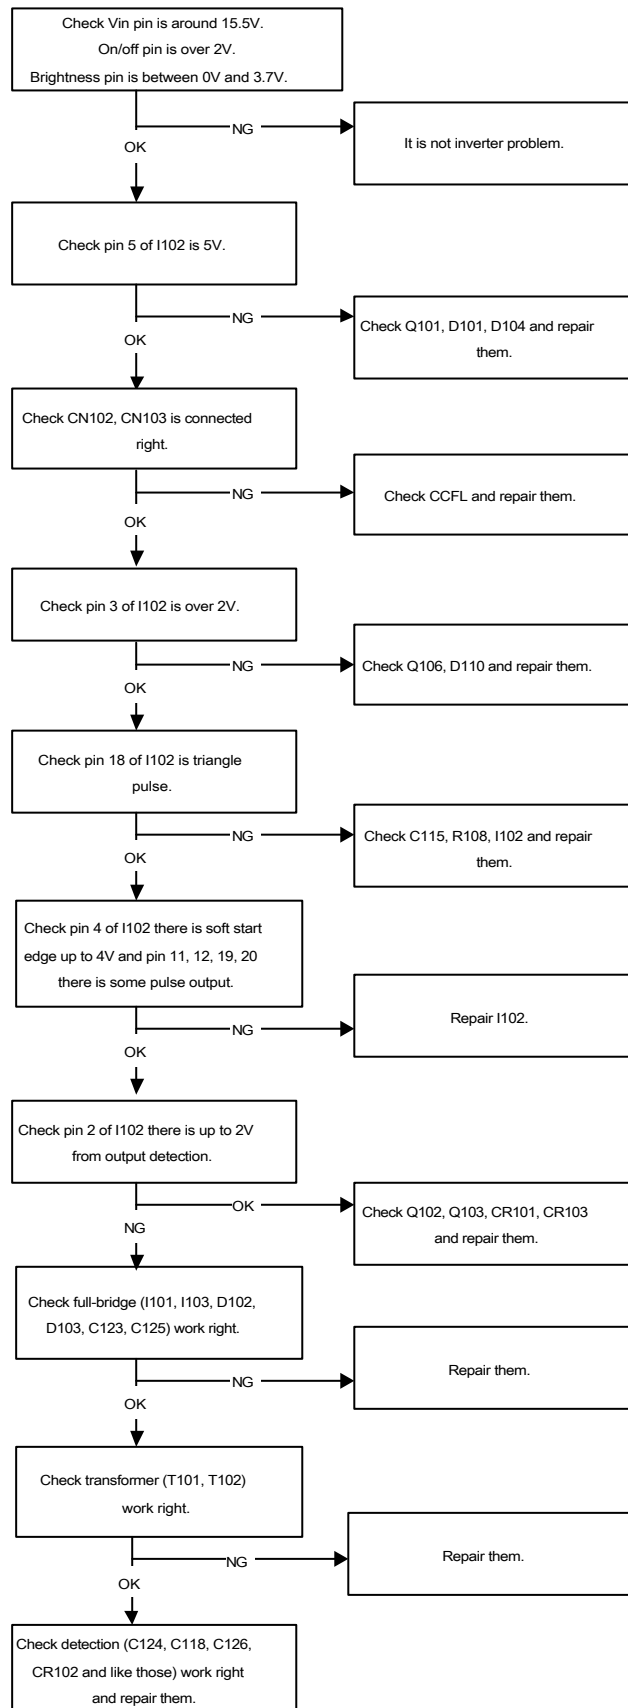 Check Vin pin is around 15.5V.
On/off pin is over 2V.
Brightness pin is between 0V and 3.7V.
NG
It is not inverter problem.
OK
Check pin 5 of I102 is 5V.
NG
Check Q101, D101, D104 and repair
them.
OK
Check CN102, CN103 is connected
right.
NG
Check CCFL and repair them.
OK
Check pin 3 of I102 is over 2V.
NG
Check Q106, D110 and repair them.
OK
Check pin 18 of I102 is triangle
pulse.
NG
Check C115, R108, I102 and repair
them.
OK
Check pin 4 of I102 there is soft start
edge up to 4V and pin 11, 12, 19, 20
there is some pulse output.
NG
Repair I102.
OK
Check pin 2 of I102 there is up to 2V
from output detection.
OK
Check Q102, Q103, CR101, CR103
and repair them.
NG
Check full-bridge (I101, I103, D102,
D103, C123, C125) work right.
NG
Repair them.
OK
Check transformer (T101, T102)
work right.
NG
Repair them.
OK
Check detection (C124, C118, C126,
CR102 and like those) work right
and repair them.